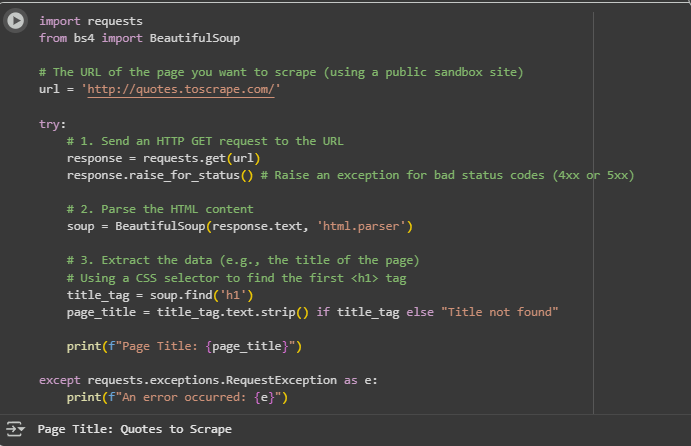 import requests
from bs4 import BeautifulSoup

# The URL of the page you want to scrape (using a public sandbox site)
url = 'http://quotes.toscrape.com/'

try:
    # 1. Send an HTTP GET request to the URL
    response = requests.get(url)
    response.raise_for_status() # Raise an exception for bad status codes (4xx or 5xx)

    # 2. Parse the HTML content
    soup = BeautifulSoup(response.text, 'html.parser')

    # 3. Extract the data (e.g., the title of the page)
    # Using a CSS selector to find the first <h1> tag
    title_tag = soup.find('h1')
    page_title = title_tag.text.strip() if title_tag else "Title not found"

    print(f"Page Title: {page_title}")

except requests.exceptions.RequestException as e:
    print(f"An error occurred: {e}")
Page Title: Quotes to Scrape